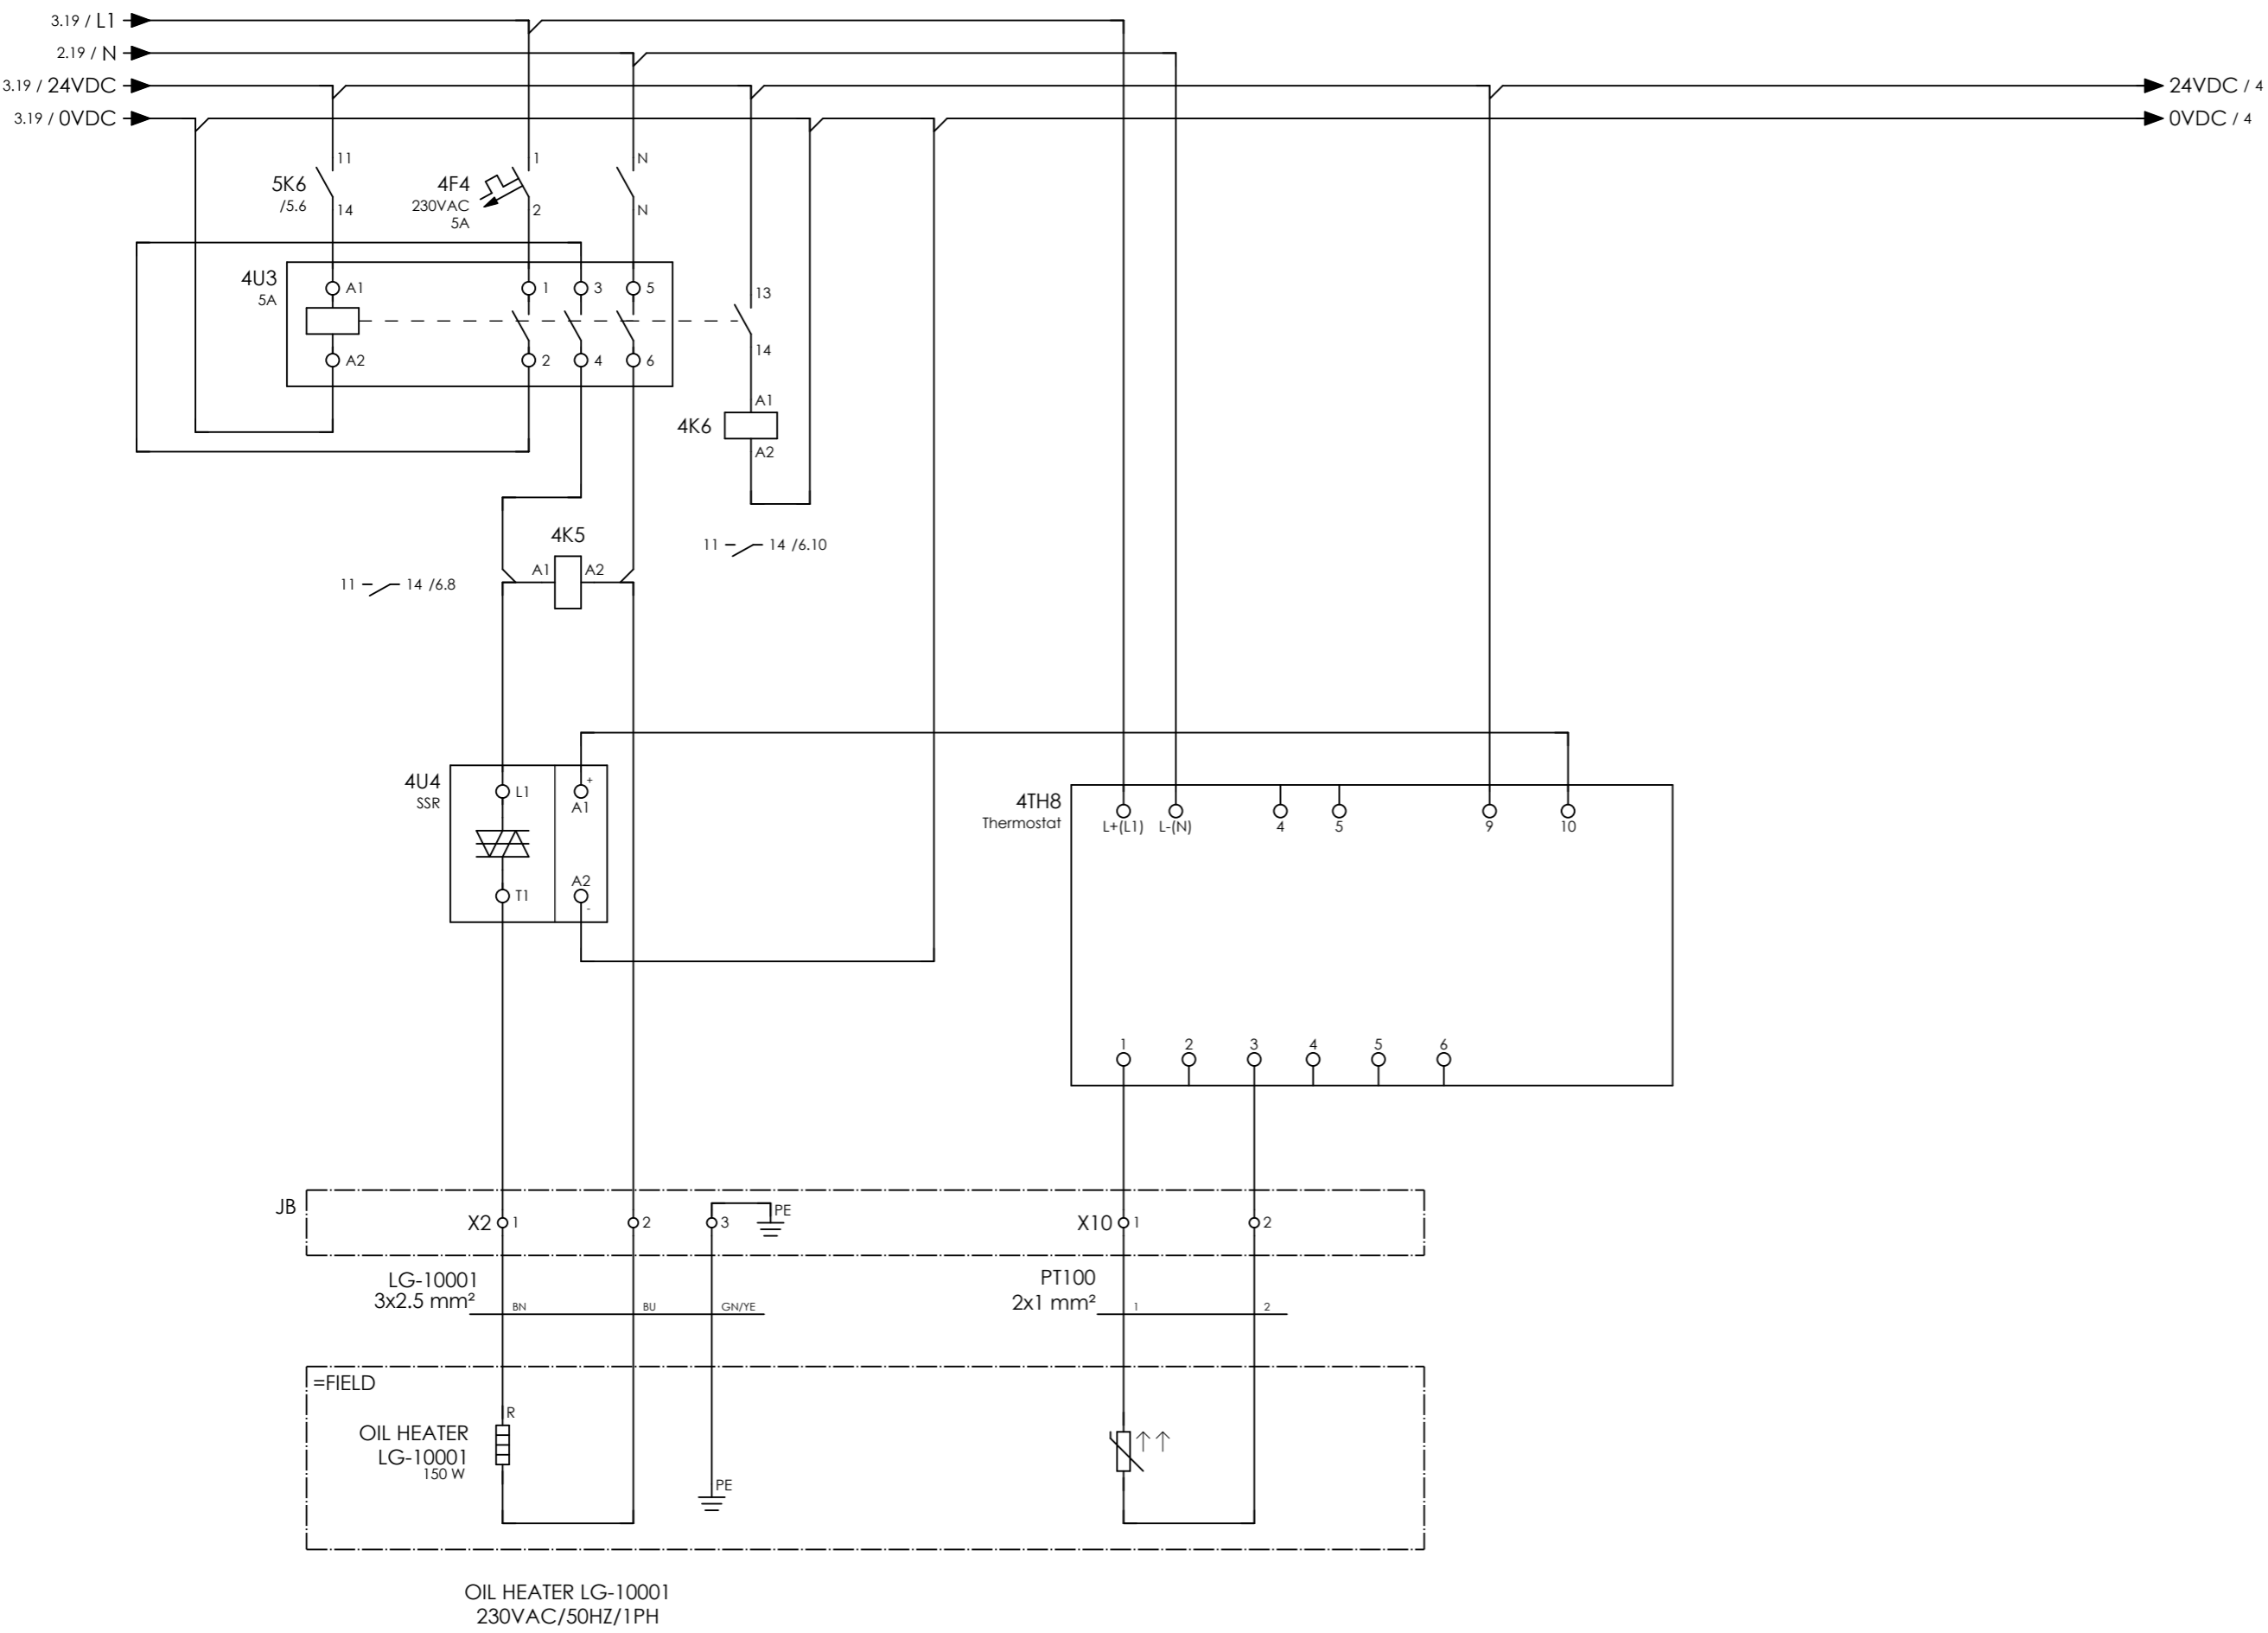 3.19 / L1
2.19 / N
3.19 / 24VDC
24VDC / 4
3.19 / 0VDC
0VDC / 4
11
1
N
5K6
/5.6
4F4
230VAC
5A
14
2
N
4U3
5A
A1
1
3
5
13
A2
2
4
6
14
A1
4K6
A2
4K5
11
14 /6.10
A1
A2
11
14 /6.8
4U4
SSR
L1
+
A1
4TH8
Thermostat
L+(L1)
L-(N)
4
5
9
10
A2
T1
-
1
2
3
4
5
6
JB
X2
1
2
3
PE
X10
1
2
LG-10001
3x2.5 mm²
BN
BU
GN/YE
PT100
2x1 mm²
1
2
=FIELD
R
OIL HEATER
LG-10001
150 W
PE
OIL HEATER LG-10001
230VAC/50HZ/1PH